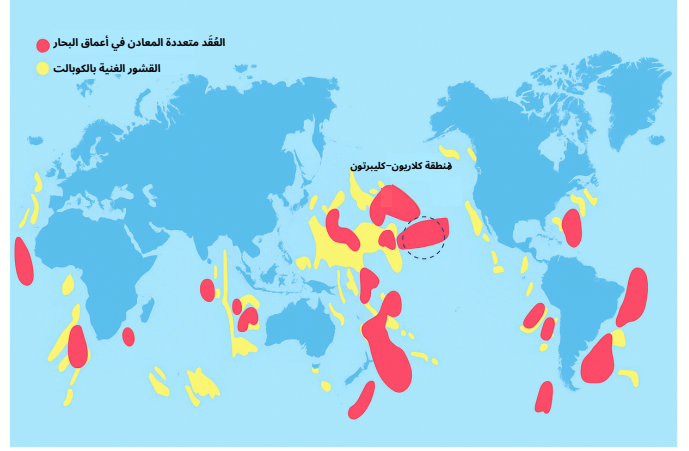 العُقَد متعددة المعادن في أعماق البحار
القشور الغنية بالكوبالت
منطقة كلاريون-كليبرتون